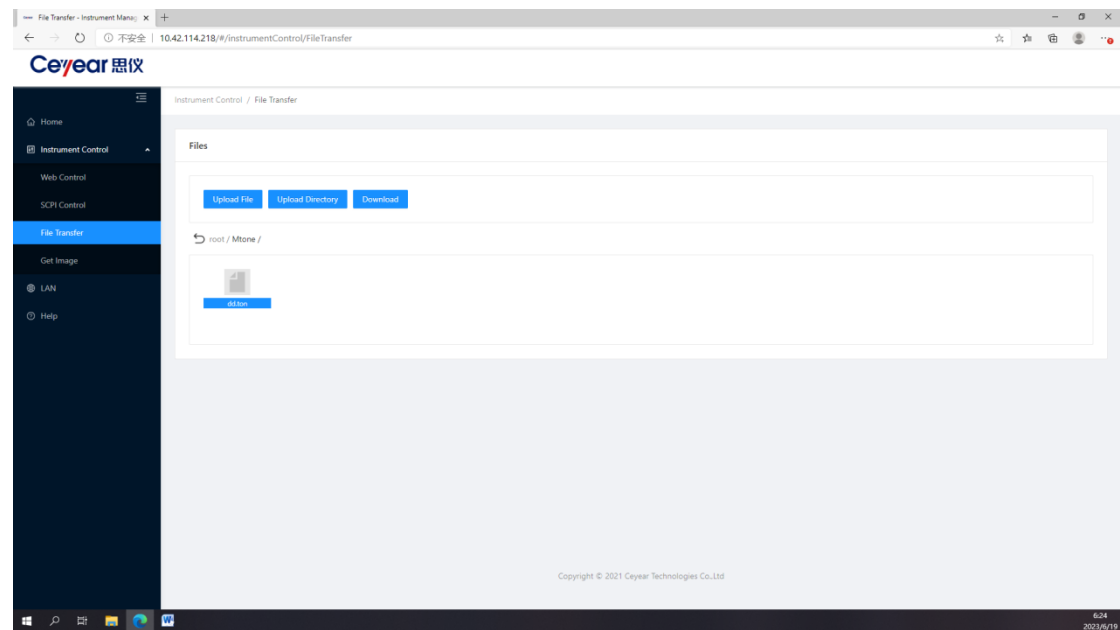 File Transfer - Instrument Manag
不安全 | 10.42.114.218/#/instrumentControl/FileTransfer
Ceyear 思仪
Instrument Control / File Transfer
Home
Instrument Control
Web Control
SCPI Control
File Transfer
Get Image
LAN
Help
Files
Upload File Upload Directory Download
root / Mtone /
dd.ton
Copyright © 2021 Ceyear Technologies Co.,Ltd
6:24
2023/6/19